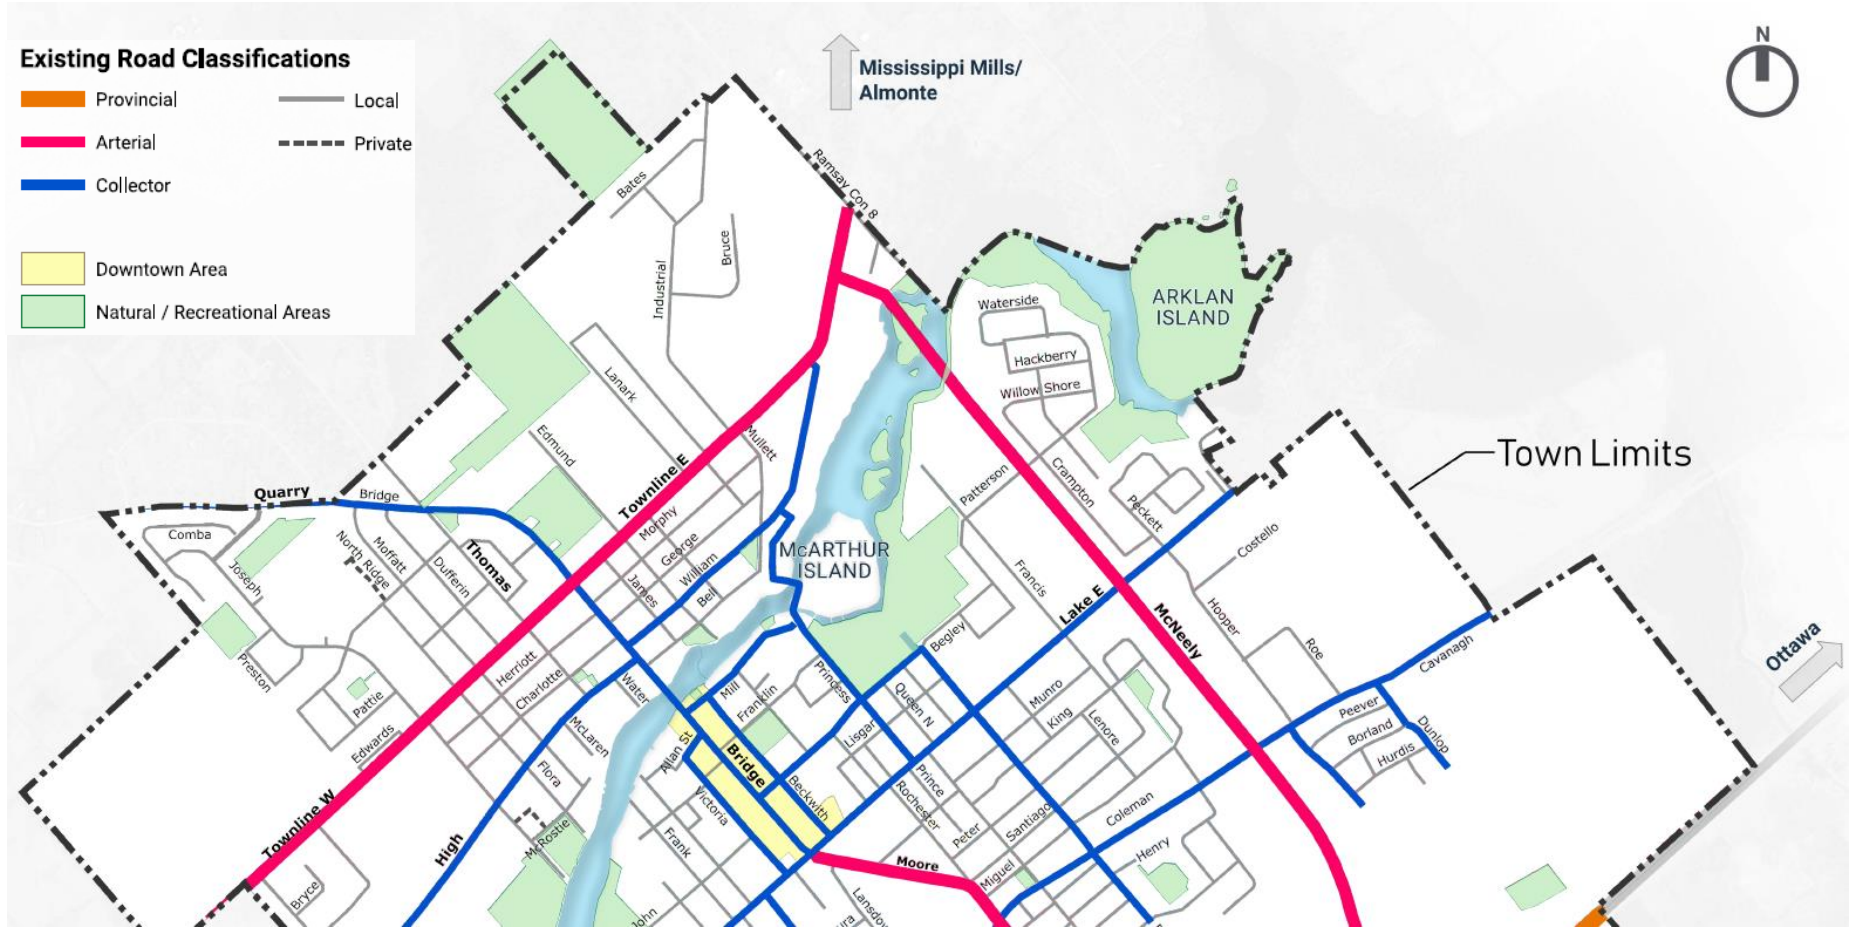 Existing Road Classifications
Provincial
Local
Arterial
Private
Collector
Downtown Area
Natural / Recreational Areas
N
Mississippi Mills/
Almonte
Ramsay Con 8
Bates
Bruce
Industrial
Waterside
Hackberry
Willow Shore
ARKLAN
ISLAND
Town Limits
Lanark
Edmund
Mullett
Townline E
Quarry
Bridge
Comba
Joseph
North Ridge
Moffatt
Dufferin
Thomas
Morphy
George
William
James
Bell
McARTHUR
ISLAND
Patterson
Crampton
Peckett
Costello
Francis
Lake E
McNeely
Hooper
Roe
Begley
Cavanagh
Ottawa
Preston
Pattie
Edwards
Herriott
Charlotte
Water
McLaren
Flora
Mill
Franklin
Princess
Queen N
Lisgar
Munro
King
Lenore
Peever
Borland
Hurdis
Dunlop
Allan St
Bridge
Beckwith
Victoria
Frank
Prince
Rochester
Peter
Santiago
Coleman
Henry
Miguel
Moore
Townline W
High
McRostie
Bryce
John
Lansdow